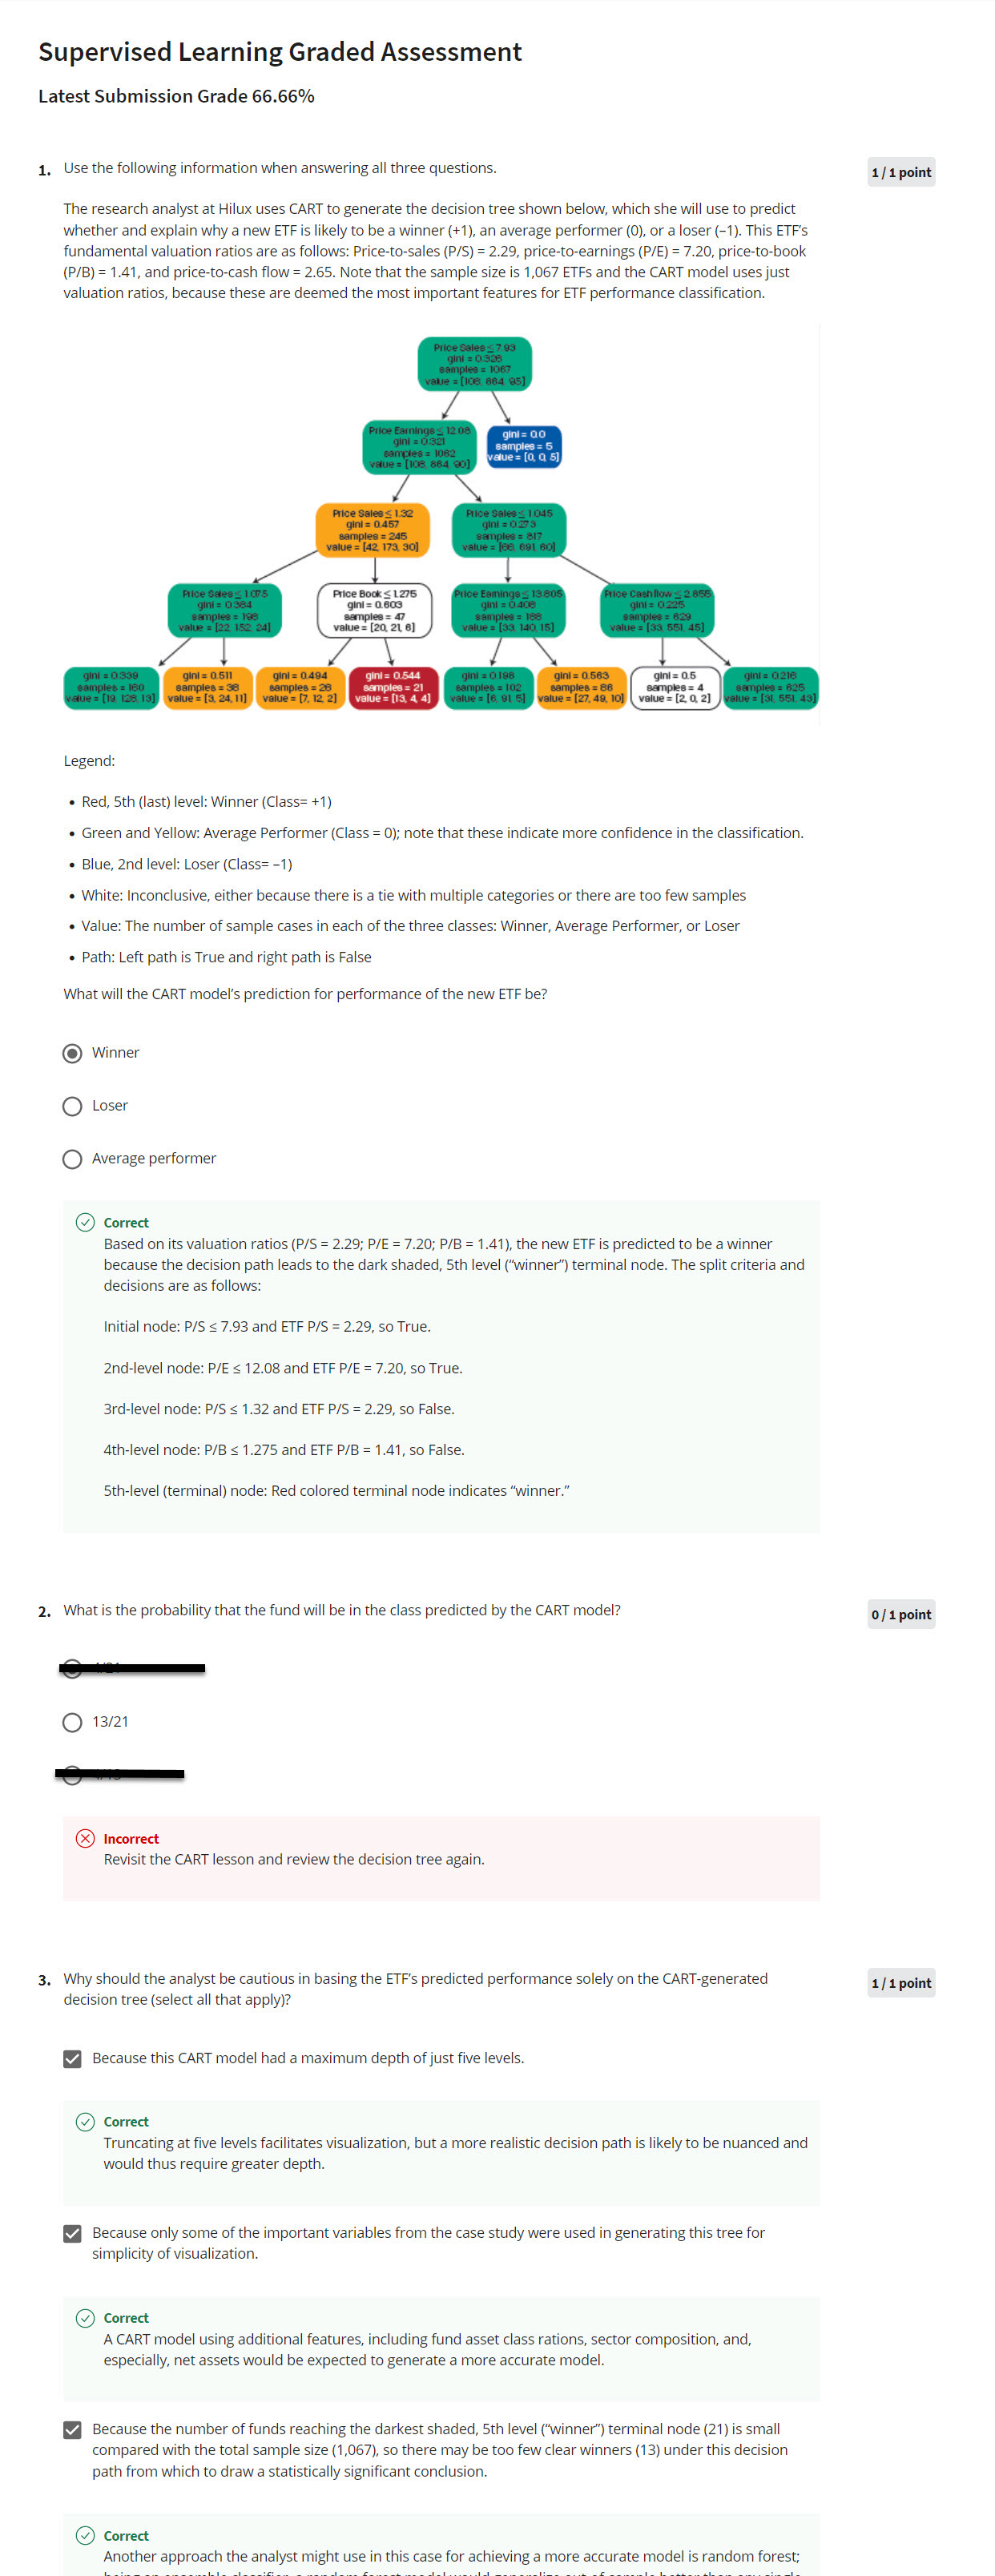 Supervised Learning Graded Assessment
Latest Submission Grade 66.66%
1. Use the following information when answering all three questions.
1 / 1 point
The research analyst at Hilux uses CART to generate the decision tree shown below, which she will use to predict
whether and explain why a new ETF is likely to be a winner (+1), an average performer (0), or a loser (–1). This ETF's
fundamental valuation ratios are as follows: Price-to-sales (P/S) = 2.29, price-to-earnings (P/E) = 7.20, price-to-book
(P/B) = 1.41, and price-to-cash flow = 2.65. Note that the sample size is 1,067 ETFs and the CART model uses just
valuation ratios, because these are deemed the most important features for ETF performance classification.
Price Sales ≤ 7.93
gini = 0.326
samples = 1067
value = [108, 864, 95]
Price Earnings ≤ 12.08
gini = 0.321
samples = 1062
value = [108, 864, 90]
gini = 0.0
samples = 5
value = [0, 0, 5]
Price Sales ≤ 1.32
gini = 0.457
samples = 245
value = [42, 173, 30]
Price Sales ≤ 1.045
gini = 0.273
samples = 817
value = [66, 691, 60]
Price Sales ≤ 1.075
gini = 0.384
samples = 198
value = [22, 152, 24]
Price Book ≤ 1.275
gini = 0.603
samples = 47
value = [20, 21, 6]
Price Earnings ≤ 13.805
gini = 0.408
samples = 188
value = [33, 140, 15]
Price Cashflow ≤ 2.855
gini = 0.225
samples = 629
value = [33, 551, 45]
gini = 0.339
samples = 160
value = [19, 128, 13]
gini = 0.511
samples = 38
value = [3, 24, 11]
gini = 0.494
samples = 26
value = [7, 12, 2]
gini = 0.544
samples = 21
value = [13, 4, 4]
gini = 0.198
samples = 102
value = [6, 91, 5]
gini = 0.563
samples = 86
value = [27, 49, 10]
gini = 0.5
samples = 4
value = [2, 0, 2]
gini = 0.216
samples = 625
value = [31, 551, 43]
Legend:
• Red, 5th (last) level: Winner (Class= +1)
• Green and Yellow: Average Performer (Class = 0); note that these indicate more confidence in the classification.
• Blue, 2nd level: Loser (Class= –1)
• White: Inconclusive, either because there is a tie with multiple categories or there are too few samples
• Value: The number of sample cases in each of the three classes: Winner, Average Performer, or Loser
• Path: Left path is True and right path is False
What will the CART model's prediction for performance of the new ETF be?
Winner
Loser
Average performer
Correct
Based on its valuation ratios (P/S = 2.29; P/E = 7.20; P/B = 1.41), the new ETF is predicted to be a winner
because the decision path leads to the dark shaded, 5th level (“winner”) terminal node. The split criteria and
decisions are as follows:
Initial node: P/S ≤ 7.93 and ETF P/S = 2.29, so True.
2nd-level node: P/E ≤ 12.08 and ETF P/E = 7.20, so True.
3rd-level node: P/S ≤ 1.32 and ETF P/S = 2.29, so False.
4th-level node: P/B ≤ 1.275 and ETF P/B = 1.41, so False.
5th-level (terminal) node: Red colored terminal node indicates “winner.”
2. What is the probability that the fund will be in the class predicted by the CART model?
0 / 1 point
13/21
Incorrect
Revisit the CART lesson and review the decision tree again.
3. Why should the analyst be cautious in basing the ETF's predicted performance solely on the CART-generated
decision tree (select all that apply)?
1 / 1 point
Because this CART model had a maximum depth of just five levels.
Correct
Truncating at five levels facilitates visualization, but a more realistic decision path is likely to be nuanced and
would thus require greater depth.
Because only some of the important variables from the case study were used in generating this tree for
simplicity of visualization.
Correct
A CART model using additional features, including fund asset class rations, sector composition, and,
especially, net assets would be expected to generate a more accurate model.
Because the number of funds reaching the darkest shaded, 5th level (“winner”) terminal node (21) is small
compared with the total sample size (1,067), so there may be too few clear winners (13) under this decision
path from which to draw a statistically significant conclusion.
Correct
Another approach the analyst might use in this case for achieving a more accurate model is random forest;